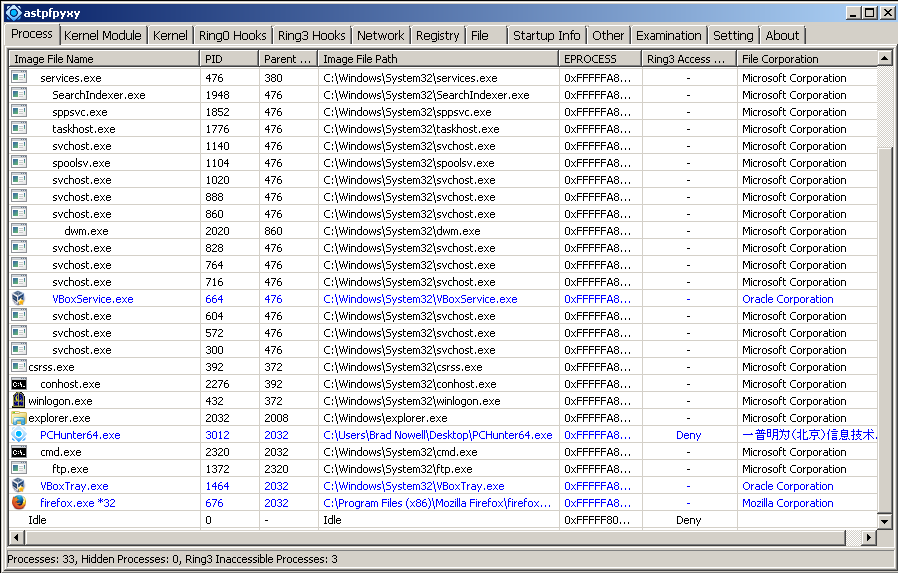 astpfpyxy
Process Kernel Module Kernel Ring0 Hooks Ring3 Hooks Network Registry File Startup Info Other Examination Setting About
Image File Name PID Parent ... Image File Path EPROCESS Ring3 Access ... File Corporation
services.exe 476 380 C:\Windows\System32\services.exe 0xFFFFFA8... - Microsoft Corporation
SearchIndexer.exe 1948 476 C:\Windows\System32\SearchIndexer.exe 0xFFFFFA8... - Microsoft Corporation
sppsvc.exe 1852 476 C:\Windows\System32\sppsvc.exe 0xFFFFFA8... - Microsoft Corporation
taskhost.exe 1776 476 C:\Windows\System32\taskhost.exe 0xFFFFFA8... - Microsoft Corporation
svchost.exe 1140 476 C:\Windows\System32\svchost.exe 0xFFFFFA8... - Microsoft Corporation
spoolsv.exe 1104 476 C:\Windows\System32\spoolsv.exe 0xFFFFFA8... - Microsoft Corporation
svchost.exe 1020 476 C:\Windows\System32\svchost.exe 0xFFFFFA8... - Microsoft Corporation
svchost.exe 888 476 C:\Windows\System32\svchost.exe 0xFFFFFA8... - Microsoft Corporation
svchost.exe 860 476 C:\Windows\System32\svchost.exe 0xFFFFFA8... - Microsoft Corporation
dwm.exe 2020 860 C:\Windows\System32\dwm.exe 0xFFFFFA8... - Microsoft Corporation
svchost.exe 828 476 C:\Windows\System32\svchost.exe 0xFFFFFA8... - Microsoft Corporation
svchost.exe 764 476 C:\Windows\System32\svchost.exe 0xFFFFFA8... - Microsoft Corporation
svchost.exe 716 476 C:\Windows\System32\svchost.exe 0xFFFFFA8... - Microsoft Corporation
VBoxService.exe 664 476 C:\Windows\System32\VBoxService.exe 0xFFFFFA8... - Oracle Corporation
svchost.exe 604 476 C:\Windows\System32\svchost.exe 0xFFFFFA8... - Microsoft Corporation
svchost.exe 572 476 C:\Windows\System32\svchost.exe 0xFFFFFA8... - Microsoft Corporation
svchost.exe 300 476 C:\Windows\System32\svchost.exe 0xFFFFFA8... - Microsoft Corporation
csrss.exe 392 372 C:\Windows\System32\csrss.exe 0xFFFFFA8... - Microsoft Corporation
conhost.exe 2276 392 C:\Windows\System32\conhost.exe 0xFFFFFA8... - Microsoft Corporation
winlogon.exe 432 372 C:\Windows\System32\winlogon.exe 0xFFFFFA8... - Microsoft Corporation
explorer.exe 2032 2008 C:\Windows\explorer.exe 0xFFFFFA8... - Microsoft Corporation
PCHunter64.exe 3012 2032 C:\Users\Brad Nowell\Desktop\PCHunter64.exe 0xFFFFFA8... Deny 一普明为(北京)信息技术...
cmd.exe 2320 2032 C:\Windows\System32\cmd.exe 0xFFFFFA8... - Microsoft Corporation
ftp.exe 1372 2320 C:\Windows\System32\ftp.exe 0xFFFFFA8... - Microsoft Corporation
VBoxTray.exe 1464 2032 C:\Windows\System32\VBoxTray.exe 0xFFFFFA8... - Oracle Corporation
firefox.exe *32 676 2032 C:\Program Files (x86)\Mozilla Firefox\firefox... 0xFFFFFA8... - Mozilla Corporation
Idle 0 - Idle 0xFFFFF80... Deny
Processes: 33, Hidden Processes: 0, Ring3 Inaccessible Processes: 3